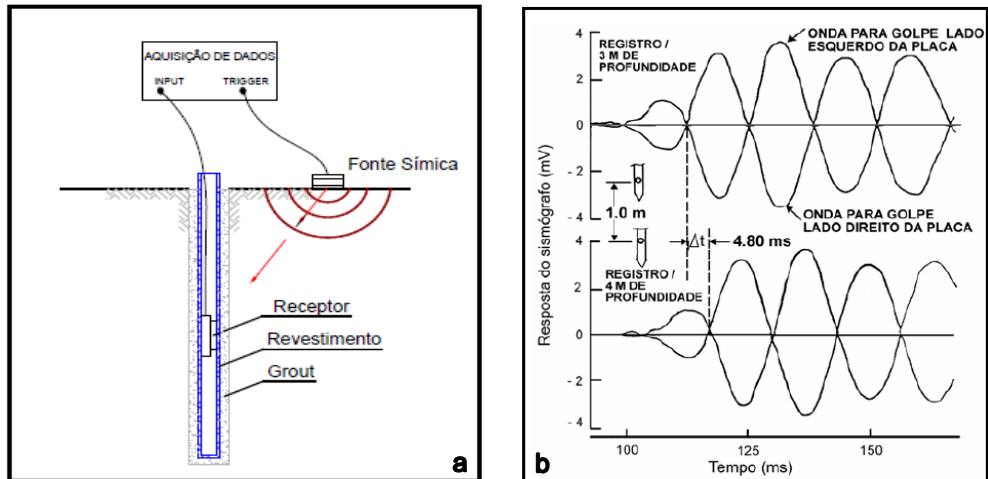 AQUISIÇÃO DE DADOS
INPUT
TRIGGER
Fonte Símica
Receptor
Revestimento
Grout
a
Resposta do sismógrafo (mV)
4
2
0
- 2
- 4
REGISTRO /
3 M DE
PROFUNDIDADE
ONDA PARA GOLPE LADO
ESQUERDO DA PLACA
1.0 m
ONDA PARA GOLPE
LADO DIREITO DA PLACA
Δt
4.80 ms
REGISTRO /
4 M DE
PROFUNDIDADE
4
2
0
- 2
4
100
125
150
Tempo (ms)
b